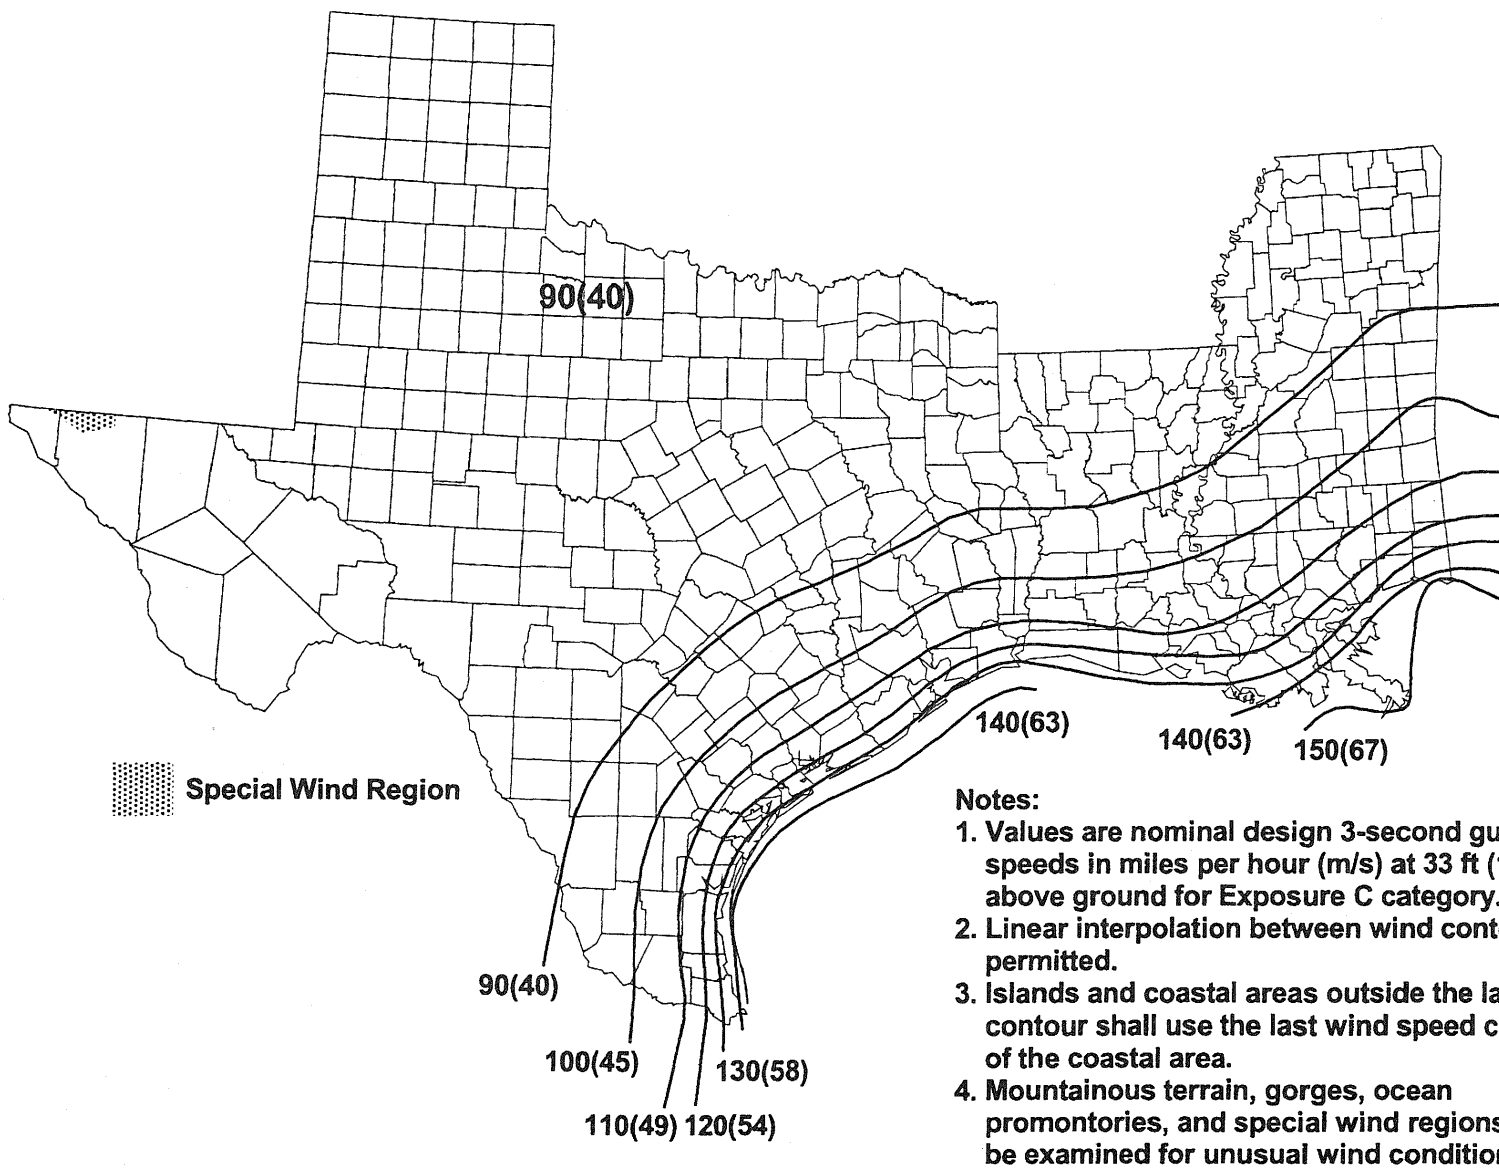 90(40)
140(63)
140(63)
150(67)
Special Wind Region
90(40)
100(45)
130(58)
110(49) 120(54)
Notes:
1. Values are nominal design 3-second gu
speeds in miles per hour (m/s) at 33 ft (
above ground for Exposure C category.
2. Linear interpolation between wind cont
permitted.
3. Islands and coastal areas outside the la
contour shall use the last wind speed c
of the coastal area.
4. Mountainous terrain, gorges, ocean
promontories, and special wind regions
be examined for unusual wind condition